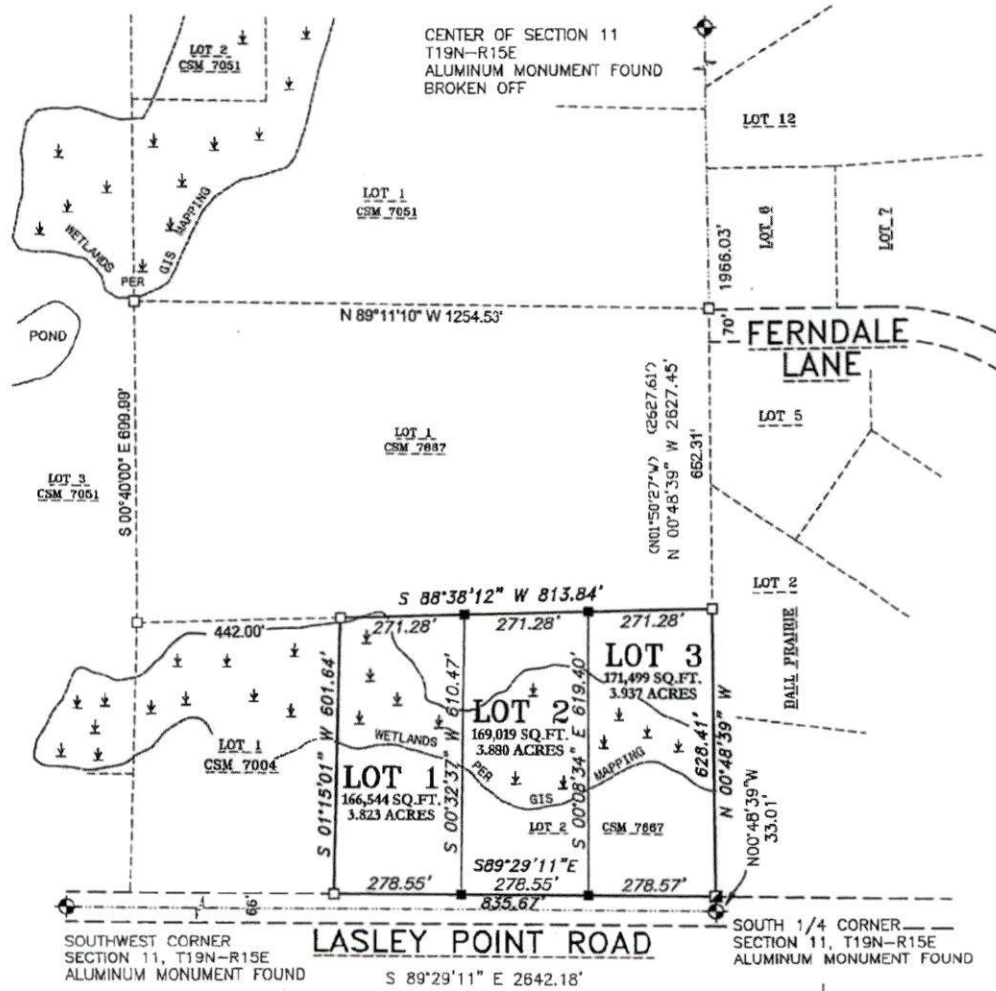 CENTER OF SECTION 11
T19N-R15E
ALUMINUM MONUMENT FOUND
BROKEN OFF
LOT 2
CSM 7051
LOT 12
LOT 1
CSM 7051
LOT 6
LOT 7
WETLANDS PER GIS MAPPING
1966.03'
N 89°11'10" W 1254.53'
70'
FERNDALE
LANE
POND
LOT 5
S 00°40'00" E 699.99'
LOT 1
CSM 7667
(N01°50'27"W) (2627.61')
N 00°48'39" W 2627.45'
662.31'
LOT 3
CSM 7051
LOT 2
DALL PRAIRIE
S 88°38'12" W 813.84'
271.28'
271.28'
271.28'
442.00'
LOT 3
171,499 SQ.FT.
3.937 ACRES
S 01°15'01" W 601.64'
S 00°32'37" W 610.47'
S 00°08'34" E 619.40'
628.41'
N 00°48'39" W
LOT 2
169,019 SQ.FT.
3.880 ACRES
WETLANDS PER GIS MAPPING
LOT 1
CSM 7004
LOT 1
166,544 SQ.FT.
3.823 ACRES
LOT 2
CSM 7667
N00°48'39"W
33.01'
S89°29'11"E
278.55'
278.55'
278.57'
835.67'
66'
LASLEY POINT ROAD
S 89°29'11" E 2642.18'
SOUTHWEST CORNER
SECTION 11, T19N-R15E
ALUMINUM MONUMENT FOUND
SOUTH 1/4 CORNER
SECTION 11, T19N-R15E
ALUMINUM MONUMENT FOUND